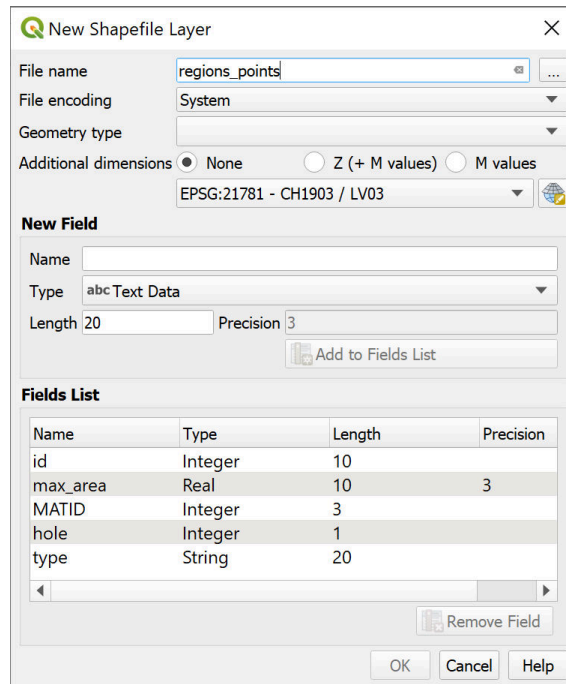 New Shapefile Layer
File name regions_points ...
File encoding System
Geometry type
Additional dimensions None Z (+ M values) M values
EPSG:21781 - CH1903 / LV03
New Field
Name
Type abc Text Data
Length 20 Precision 3
Add to Fields List
Fields List
Name Type Length Precision
id Integer 10
max_area Real 10 3
MATID Integer 3
hole Integer 1
type String 20
Remove Field
OK Cancel Help